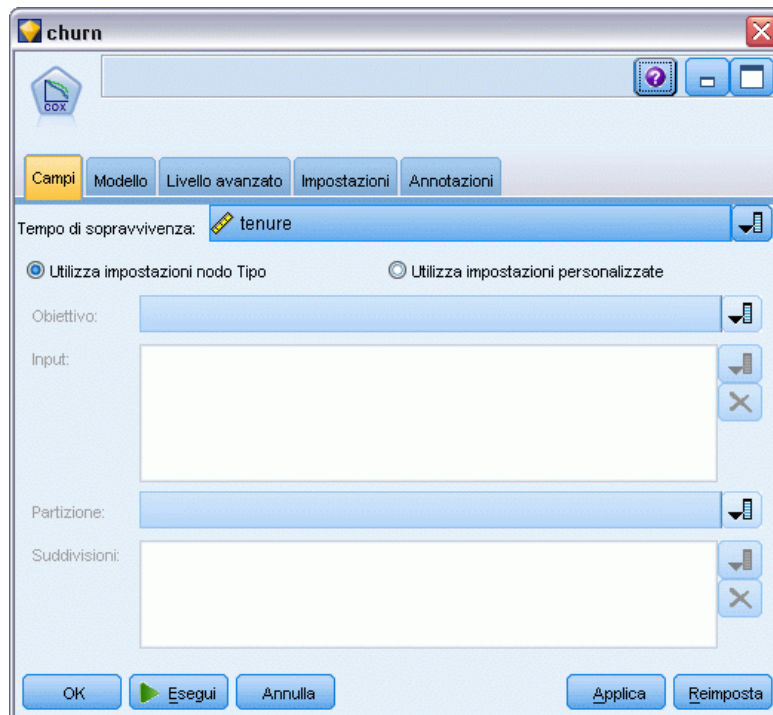 churn
COX
Campi Modello Livello avanzato Impostazioni Annotazioni
Tempo di sopravvivenza: tenure
Utilizza impostazioni nodo Tipo Utilizza impostazioni personalizzate
Obiettivo:
Input:
Partizione:
Suddivisioni:
OK Esegui Annulla Applica Reimposta